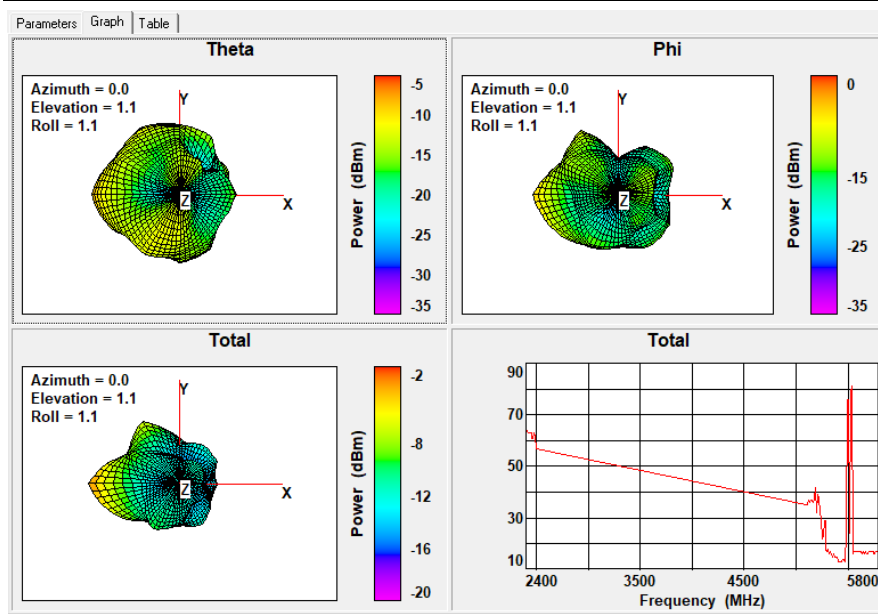 Parameters Graph Table
Theta
Azimuth = 0.0
Elevation = 1.1
Roll = 1.1
Y
Z
X
Power (dBm)
-5
-10
-15
-20
-25
-30
-35
Phi
Azimuth = 0.0
Elevation = 1.1
Roll = 1.1
Y
Z
X
Power (dBm)
0
-15
-25
-35
Total
Azimuth = 0.0
Elevation = 1.1
Roll = 1.1
Y
Z
X
Power (dBm)
-2
-8
-12
-16
-20
Total
90
70
50
30
10
2400 3500 4500 5800
Frequency (MHz)